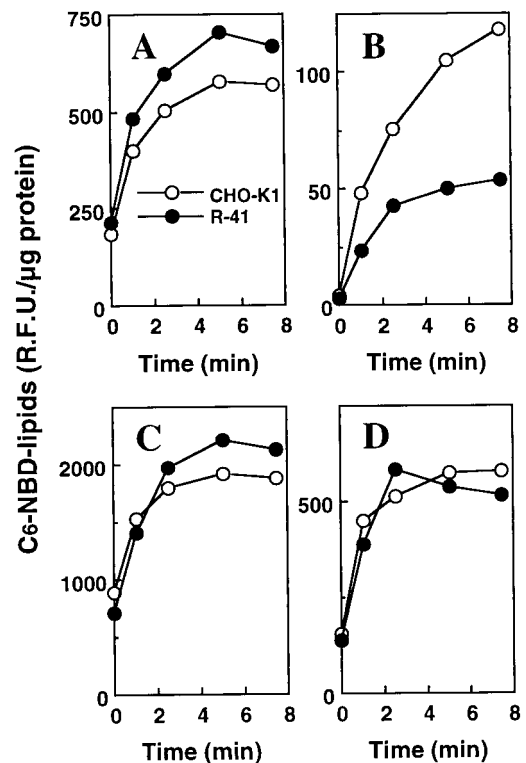 C6-NBD-lipids (R.F.U./µg protein)
A
750
500
250
0
CHO-K1
R-41
0 2 4 6 8
Time (min)
B
100
50
0
0 2 4 6 8
Time (min)
C
2000
1000
0
0 2 4 6 8
Time (min)
D
500
0
0 2 4 6 8
Time (min)